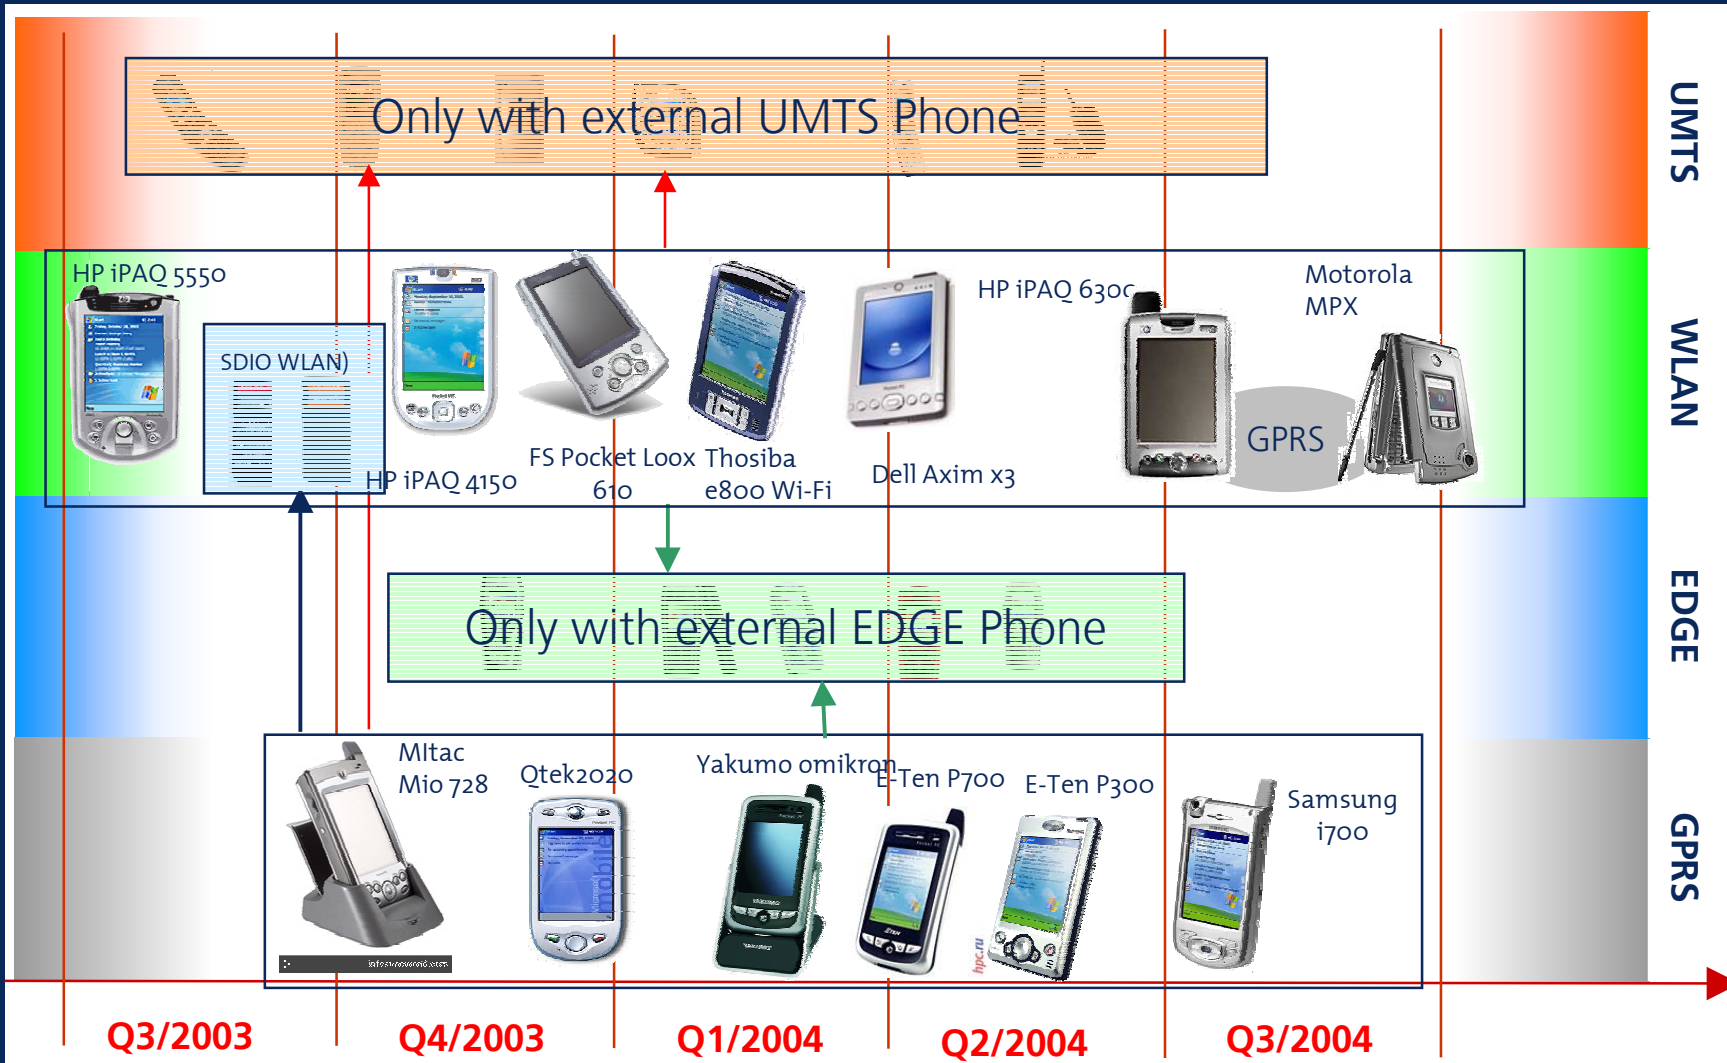 Only with external UMTS Phone
UMTS
HP iPAQ 5550
SDIO WLAN)
HP iPAQ 4150
FS Pocket Loox
610
Thosiba
e800 Wi-Fi
Dell Axim x3
HP iPAQ 6300
Motorola
MPX
GPRS
WLAN
Only with external EDGE Phone
EDGE
MItac
Mio 728
Qtek2020
Yakumo omikron
E-Ten P700
E-Ten P300
Samsung
i700
hpc.ru
GPRS
Q3/2003
Q4/2003
Q1/2004
Q2/2004
Q3/2004